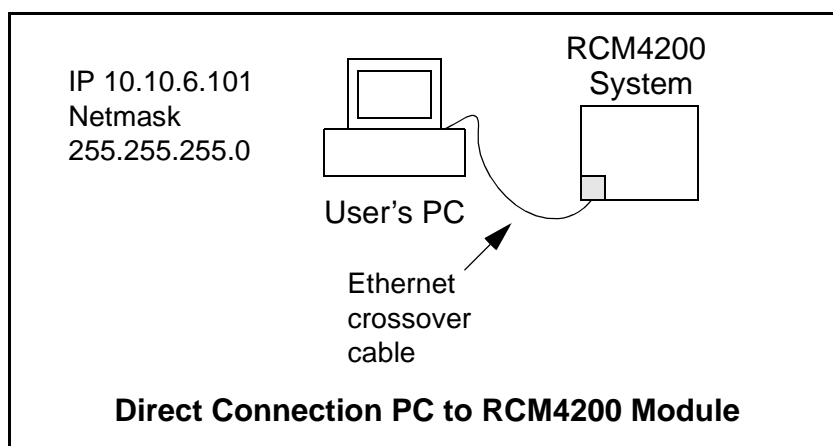 IP 10.10.6.101
Netmask
255.255.255.0
RCM4200
System
User’s PC
Ethernet
crossover
cable
Direct Connection PC to RCM4200 Module